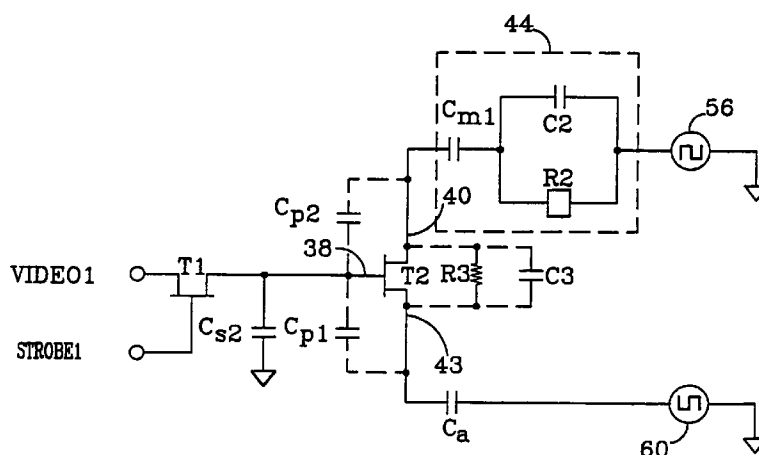 44
56
Cm1
C2
R2
Cp2
40
38
VIDEO1
T1
T2
R3
C3
Cs2
Cp1
STROBE1
43
Ca
60